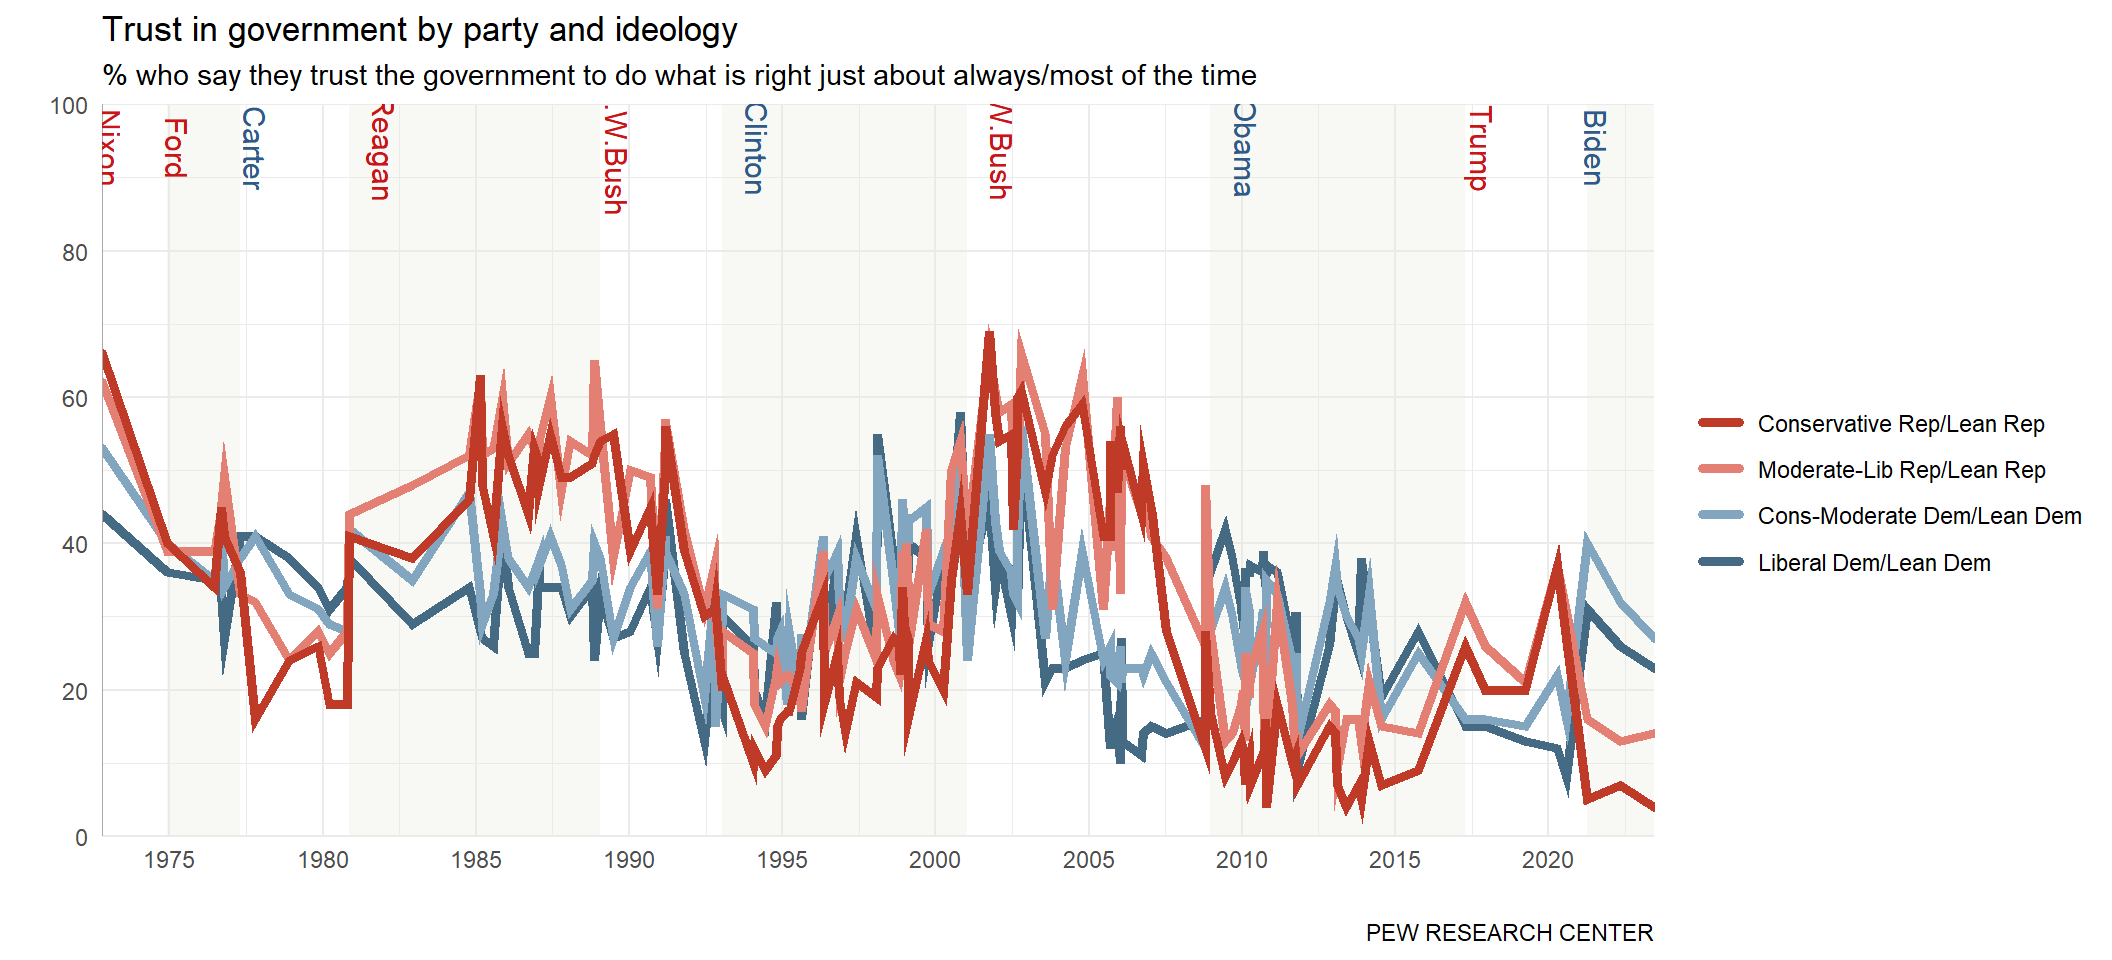 Trust in government by party and ideology
% who say they trust the government to do what is right just about always/most of the time
100
80
60
40
20
0
Nixon
Ford
Carter
Reagan
.W.Bush
Clinton
W.Bush
Obama
Trump
Biden
1975
1980
1985
1990
1995
2000
2005
2010
2015
2020
Conservative Rep/Lean Rep
Moderate-Lib Rep/Lean Rep
Cons-Moderate Dem/Lean Dem
Liberal Dem/Lean Dem
PEW RESEARCH CENTER